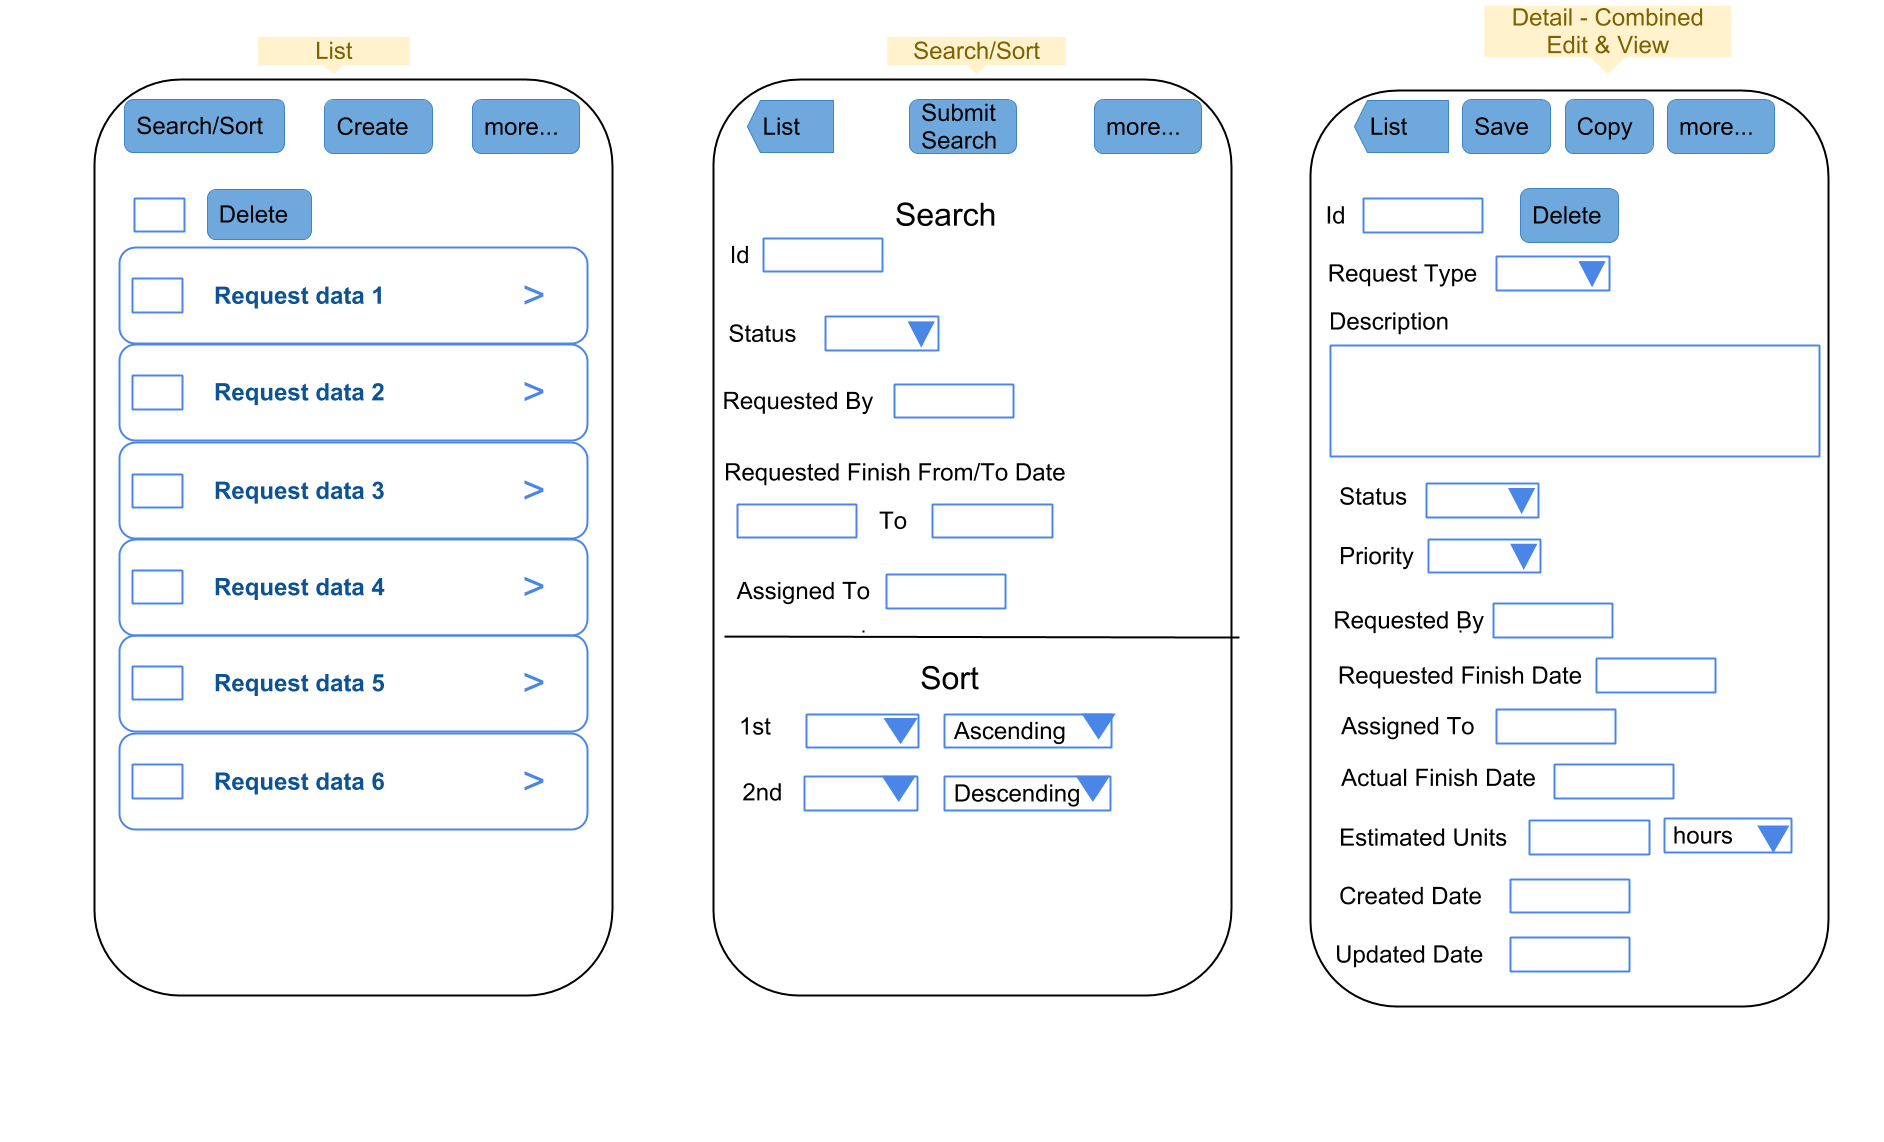 List
Search/Sort
Create
more...
Delete
Request data 1
>
Request data 2
>
Request data 3
>
Request data 4
>
Request data 5
>
Request data 6
>
Search/Sort
List
Submit
Search
more...
Search
Id
Status
Requested By
Requested Finish From/To Date
To
Assigned To
Sort
1st
Ascending
2nd
Descending
Detail - Combined
Edit & View
List
Save
Copy
more...
Id
Delete
Request Type
Description
Status
Priority
Requested By
Requested Finish Date
Assigned To
Actual Finish Date
Estimated Units
hours
Created Date
Updated Date